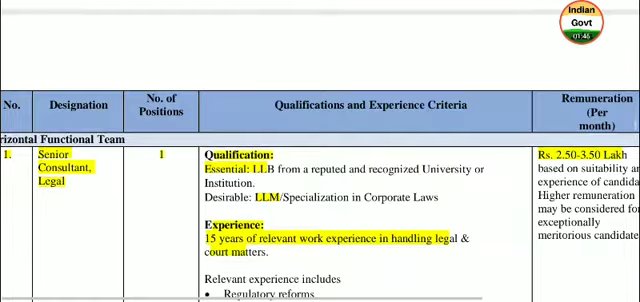 Indian
Govt
01:45
No.
Designation
No. of
Positions
Qualifications and Experience Criteria
Remuneration
(Per
month)
rizontal Functional Team
1.
Senior
Consultant,
Legal
1
Qualification:
Essential: LLB from a reputed and recognized University or
Institution.
Desirable: LLM/Specialization in Corporate Laws
Experience:
15 years of relevant work experience in handling legal &
court matters.
Relevant experience includes
• Regulatory reforms
Rs. 2.50-3.50 Lakh
based on suitability an
experience of candida
Higher remuneration
may be considered for
exceptionally
meritorious candidate